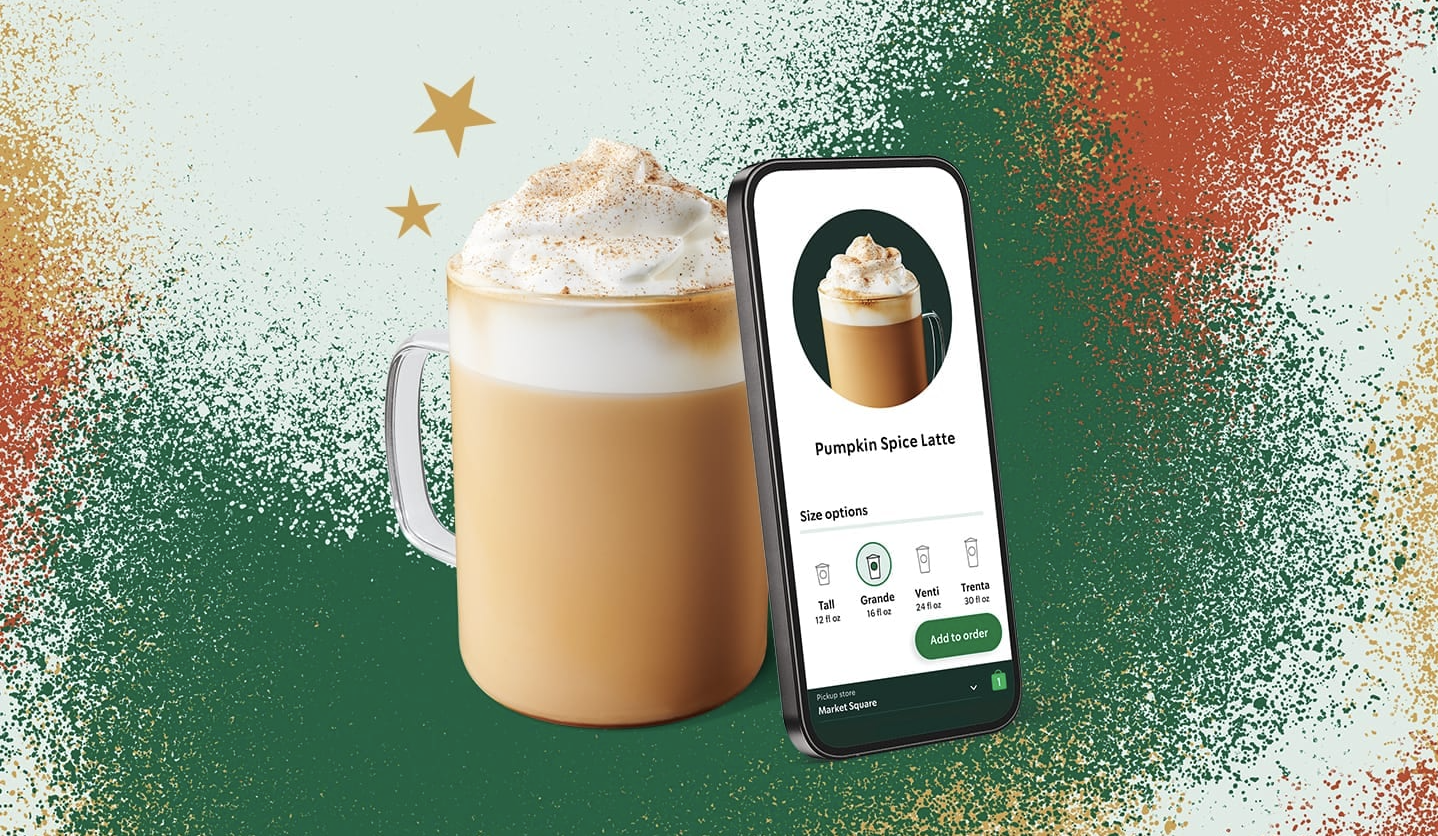 Pumpkin Spice Latte
Size options
Tall
12 fl oz
Grande
16 fl oz
Venti
24 fl oz
Trenta
30 fl oz
Add to order
Pickup store
Market Square
1